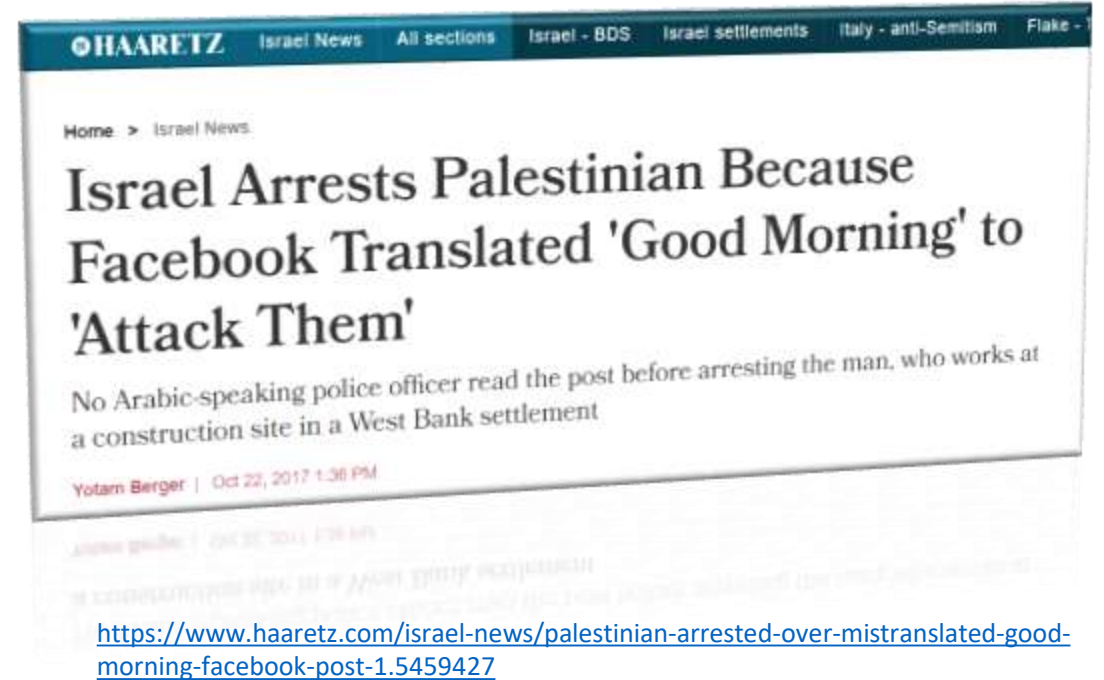 HAARETZ Israel News All sections Israel - BDS Israel settlements Italy - anti-Semitism Flake -
Home > Israel News
Israel Arrests Palestinian Because
Facebook Translated 'Good Morning' to
'Attack Them'
No Arabic-speaking police officer read the post before arresting the man, who works at
a construction site in a West Bank settlement
Yotam Berger | Oct 22, 2017 1:36 PM
https://www.haaretz.com/israel-news/palestinian-arrested-over-mistranslated-good-
morning-facebook-post-1.5459427